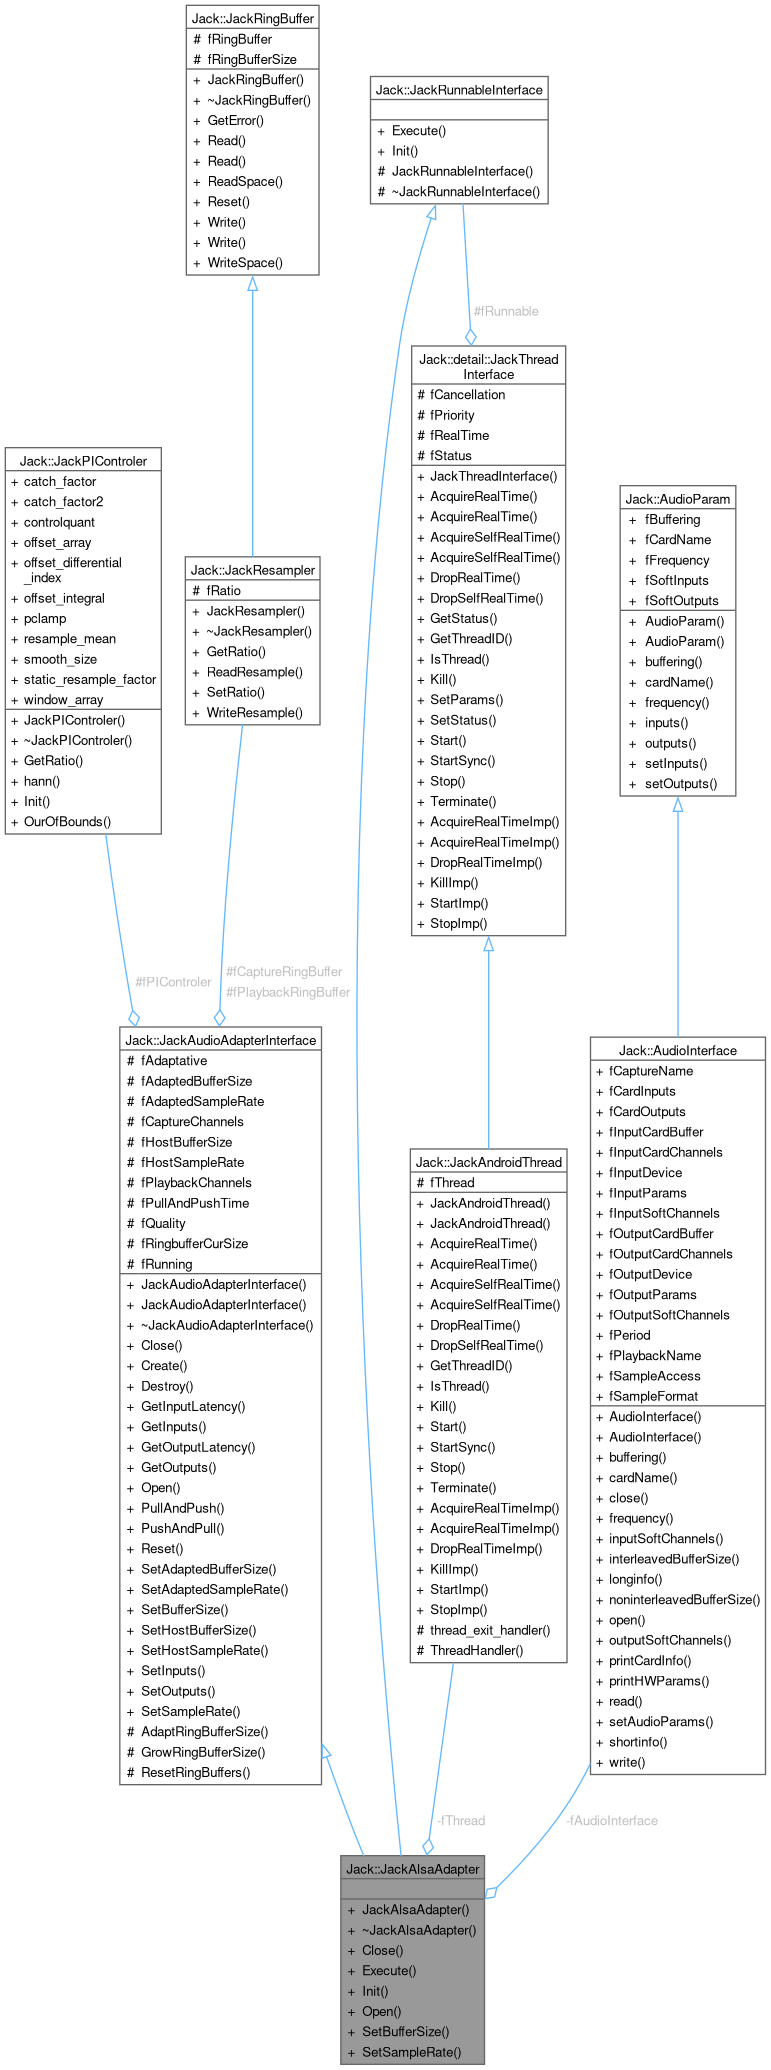 Jack::JackRingBuffer
# fRingBuffer
# fRingBufferSize
+ JackRingBuffer()
+ ~JackRingBuffer()
+ GetError()
+ Read()
+ Read()
+ ReadSpace()
+ Reset()
+ Write()
+ Write()
+ WriteSpace()
Jack::JackRunnableInterface
+ Execute()
+ Init()
# JackRunnableInterface()
# ~JackRunnableInterface()
#fRunnable
Jack::detail::JackThread
Interface
# fCancellation
# fPriority
# fRealTime
# fStatus
+ JackThreadInterface()
+ AcquireRealTime()
+ AcquireRealTime()
+ AcquireSelfRealTime()
+ AcquireSelfRealTime()
+ DropRealTime()
+ DropSelfRealTime()
+ GetStatus()
+ GetThreadID()
+ IsThread()
+ Kill()
+ SetParams()
+ SetStatus()
+ Start()
+ StartSync()
+ Stop()
+ Terminate()
+ AcquireRealTimeImp()
+ AcquireRealTimeImp()
+ DropRealTimeImp()
+ KillImp()
+ StartImp()
+ StopImp()
Jack::JackPIControler
+ catch_factor
+ catch_factor2
+ controlquant
+ offset_array
+ offset_differential
_index
+ offset_integral
+ pclamp
+ resample_mean
+ smooth_size
+ static_resample_factor
+ window_array
+ JackPIControler()
+ ~JackPIControler()
+ GetRatio()
+ hann()
+ Init()
+ OurOfBounds()
Jack::JackResampler
# fRatio
+ JackResampler()
+ ~JackResampler()
+ GetRatio()
+ ReadResample()
+ SetRatio()
+ WriteResample()
Jack::AudioParam
+ fBuffering
+ fCardName
+ fFrequency
+ fSoftInputs
+ fSoftOutputs
+ AudioParam()
+ AudioParam()
+ buffering()
+ cardName()
+ frequency()
+ inputs()
+ outputs()
+ setInputs()
+ setOutputs()
#fPIControler
#fCaptureRingBuffer
#fPlaybackRingBuffer
Jack::JackAudioAdapterInterface
# fAdaptative
# fAdaptedBufferSize
# fAdaptedSampleRate
# fCaptureChannels
# fHostBufferSize
# fHostSampleRate
# fPlaybackChannels
# fPullAndPushTime
# fQuality
# fRingbufferCurSize
# fRunning
+ JackAudioAdapterInterface()
+ JackAudioAdapterInterface()
+ ~JackAudioAdapterInterface()
+ Close()
+ Create()
+ Destroy()
+ GetInputLatency()
+ GetInputs()
+ GetOutputLatency()
+ GetOutputs()
+ Open()
+ PullAndPush()
+ PushAndPull()
+ Reset()
+ SetAdaptedBufferSize()
+ SetAdaptedSampleRate()
+ SetBufferSize()
+ SetHostBufferSize()
+ SetHostSampleRate()
+ SetInputs()
+ SetOutputs()
+ SetSampleRate()
# AdaptRingBufferSize()
# GrowRingBufferSize()
# ResetRingBuffers()
Jack::JackAndroidThread
# fThread
+ JackAndroidThread()
+ JackAndroidThread()
+ AcquireRealTime()
+ AcquireRealTime()
+ AcquireSelfRealTime()
+ AcquireSelfRealTime()
+ DropRealTime()
+ DropSelfRealTime()
+ GetThreadID()
+ IsThread()
+ Kill()
+ Start()
+ StartSync()
+ Stop()
+ Terminate()
+ AcquireRealTimeImp()
+ AcquireRealTimeImp()
+ DropRealTimeImp()
+ KillImp()
+ StartImp()
+ StopImp()
# thread_exit_handler()
# ThreadHandler()
Jack::AudioInterface
+ fCaptureName
+ fCardInputs
+ fCardOutputs
+ fInputCardBuffer
+ fInputCardChannels
+ fInputDevice
+ fInputParams
+ fInputSoftChannels
+ fOutputCardBuffer
+ fOutputCardChannels
+ fOutputDevice
+ fOutputParams
+ fOutputSoftChannels
+ fPeriod
+ fPlaybackName
+ fSampleAccess
+ fSampleFormat
+ AudioInterface()
+ AudioInterface()
+ buffering()
+ cardName()
+ close()
+ frequency()
+ inputSoftChannels()
+ interleavedBufferSize()
+ longinfo()
+ noninterleavedBufferSize()
+ open()
+ outputSoftChannels()
+ printCardInfo()
+ printHWParams()
+ read()
+ setAudioParams()
+ shortinfo()
+ write()
-fThread
-fAudioInterface
Jack::JackAlsaAdapter
+ JackAlsaAdapter()
+ ~JackAlsaAdapter()
+ Close()
+ Execute()
+ Init()
+ Open()
+ SetBufferSize()
+ SetSampleRate()